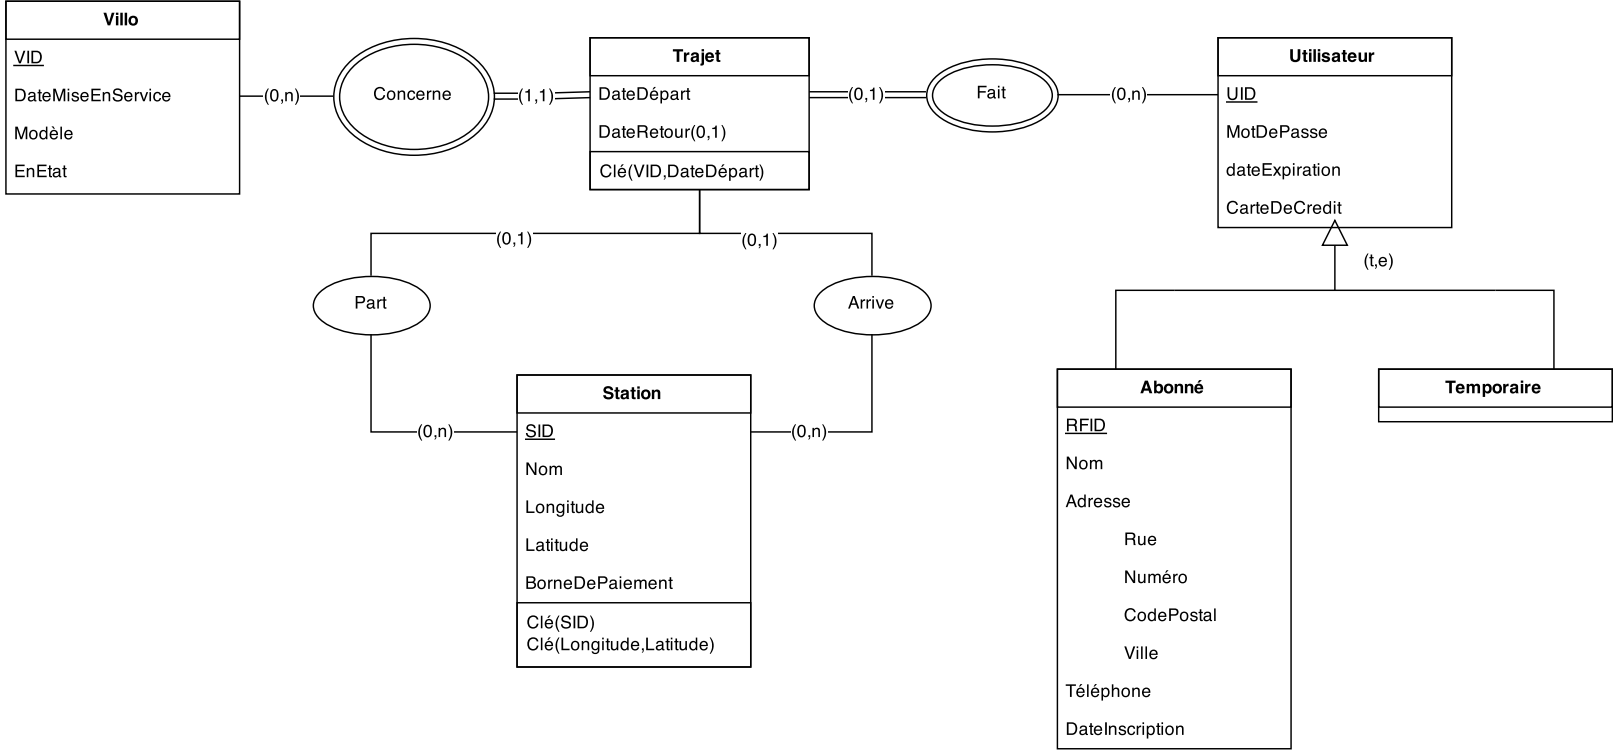 Villo
VID
DateMiseEnService
Modèle
EnEtat
(0,n)
Concerne
(1,1)
Trajet
DateDépart
DateRetour(0,1)
Clé(VID,DateDépart)
(0,1)
Fait
(0,n)
Utilisateur
UID
MotDePasse
dateExpiration
CarteDeCredit
(t,e)
(0,1)
(0,1)
Part
Arrive
(0,n)
(0,n)
Station
SID
Nom
Longitude
Latitude
BorneDePaiement
Clé(SID)
Clé(Longitude,Latitude)
Abonné
RFID
Nom
Adresse
Rue
Numéro
CodePostal
Ville
Téléphone
DateInscription
Temporaire